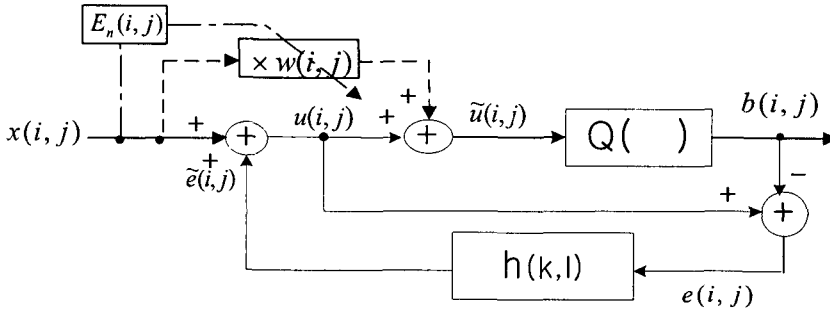 E_n(i, j)
× w(i, j)
x(i, j)
+
+
+
ẽ(i, j)
u(i, j)
+
+
+
ũ(i, j)
Q( )
b(i, j)
−
+
+
h(k,l)
e(i, j)